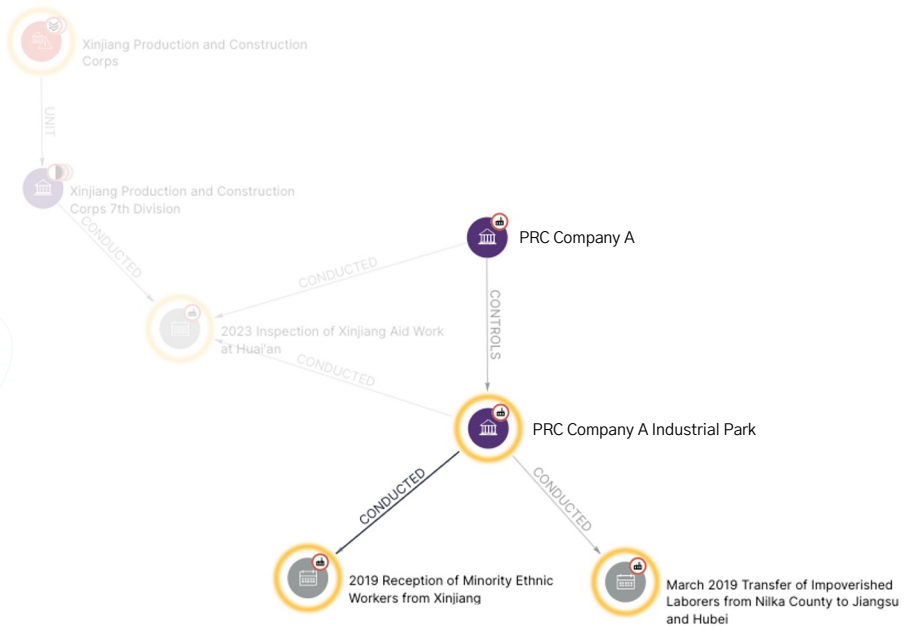 Xinjiang Production and Construction
Corps
UNIT
Xinjiang Production and Construction
Corps 7th Division
CONDUCTED
PRC Company A
CONDUCTED
CONTROLS
2023 Inspection of Xinjiang Aid Work
at Huai'an
CONDUCTED
PRC Company A Industrial Park
CONDUCTED
CONDUCTED
2019 Reception of Minority Ethnic
Workers from Xinjiang
March 2019 Transfer of Impoverished
Laborers from Nilka County to Jiangsu
and Hubei